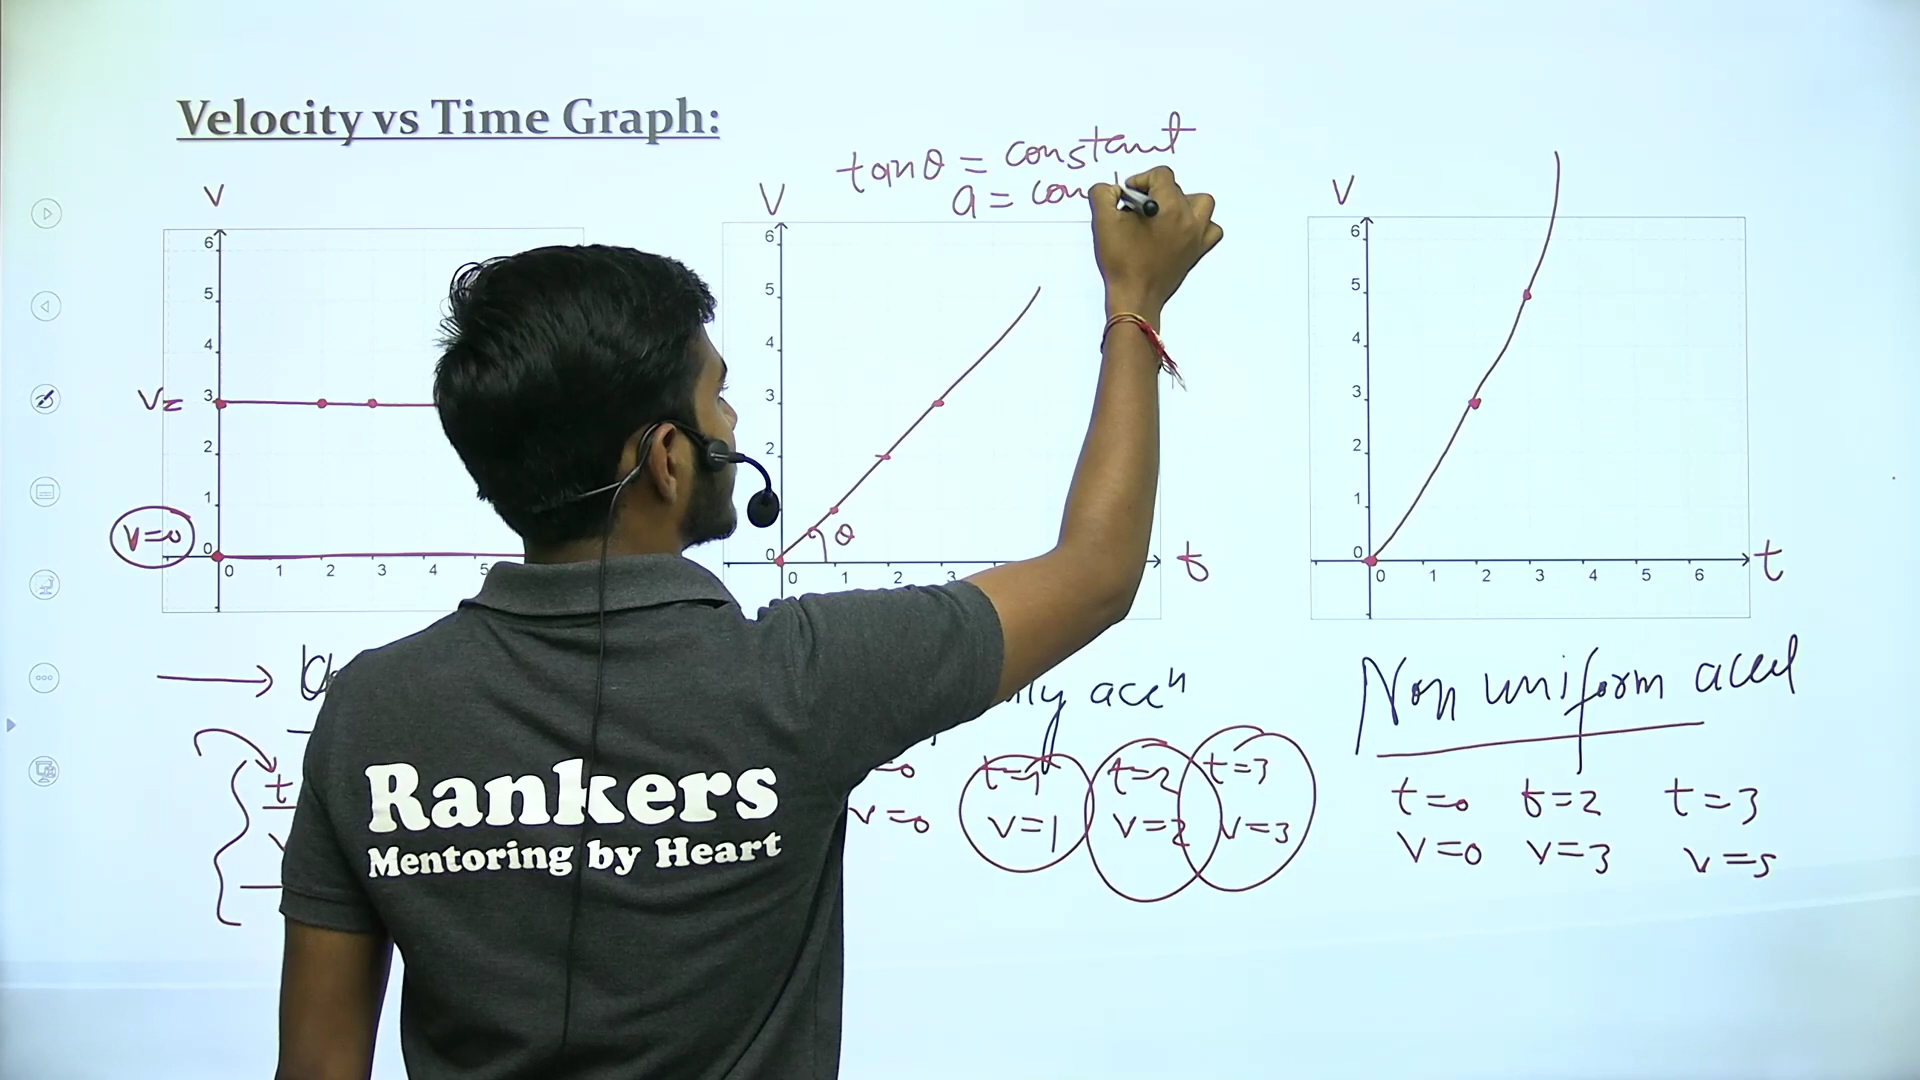 Velocity vs Time Graph:
tanθ = constant
a = con
V
6
5
4
3
2
1
0
0 1 2 3 4 5
V=
V=0
V
6
5
4
3
2
0
0 1 2 3
θ
t
V
6
5
4
3
2
1
0
0 1 2 3 4 5 6
t
acc^n
Non uniform accel
t=1 t=2 t=3
v=0 v=1 v=2 v=3
t=0 t=2 t=3
v=0 v=3 v=5
t
Rankers
Mentoring by Heart